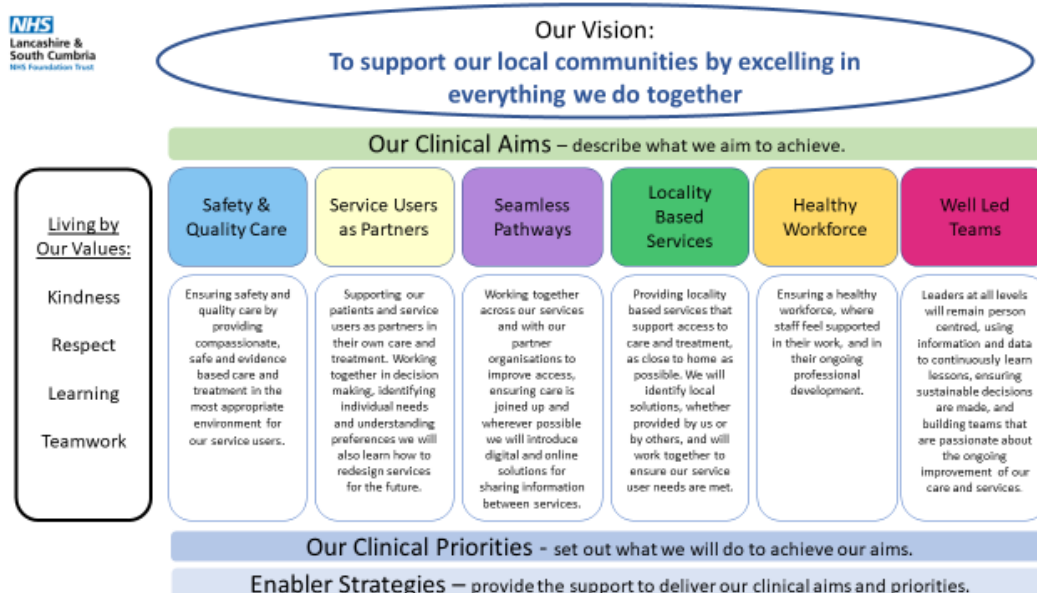 NHS
Lancashire &
South Cumbria
NHS Foundation Trust
Our Vision:
To support our local communities by excelling in
everything we do together
Our Clinical Aims – describe what we aim to achieve.
Living by
Our Values:
Kindness
Respect
Learning
Teamwork
Safety &
Quality Care
Ensuring safety and
quality care by
providing
compassionate,
safe and evidence
based care and
treatment in the
most appropriate
environment for
our service users.
Service Users
as Partners
Supporting our
patients and service
users as partners in
their own care and
treatment. Working
together in decision
making, identifying
individual needs
and understanding
preferences we will
also learn how to
redesign services
for the future.
Seamless
Pathways
Working together
across our services
and with our
partner
organisations to
improve access,
ensuring care is
joined up and
wherever possible
we will introduce
digital and online
solutions for
sharing information
between services.
Locality
Based
Services
Providing locality
based services that
support access to
care and treatment,
as close to home as
possible. We will
identify local
solutions, whether
provided by us or
by others, and will
work together to
ensure our service
user needs are met.
Healthy
Workforce
Ensuring a healthy
workforce, where
staff feel supported
in their work, and in
their ongoing
professional
development.
Well Led
Teams
Leaders at all levels
will remain person
centred, using
information and data
to continuously learn
lessons, ensuring
sustainable decisions
are made, and
building teams that
are passionate about
the ongoing
improvement of our
care and services.
Our Clinical Priorities - set out what we will do to achieve our aims.
Enabler Strategies – provide the support to deliver our clinical aims and priorities.